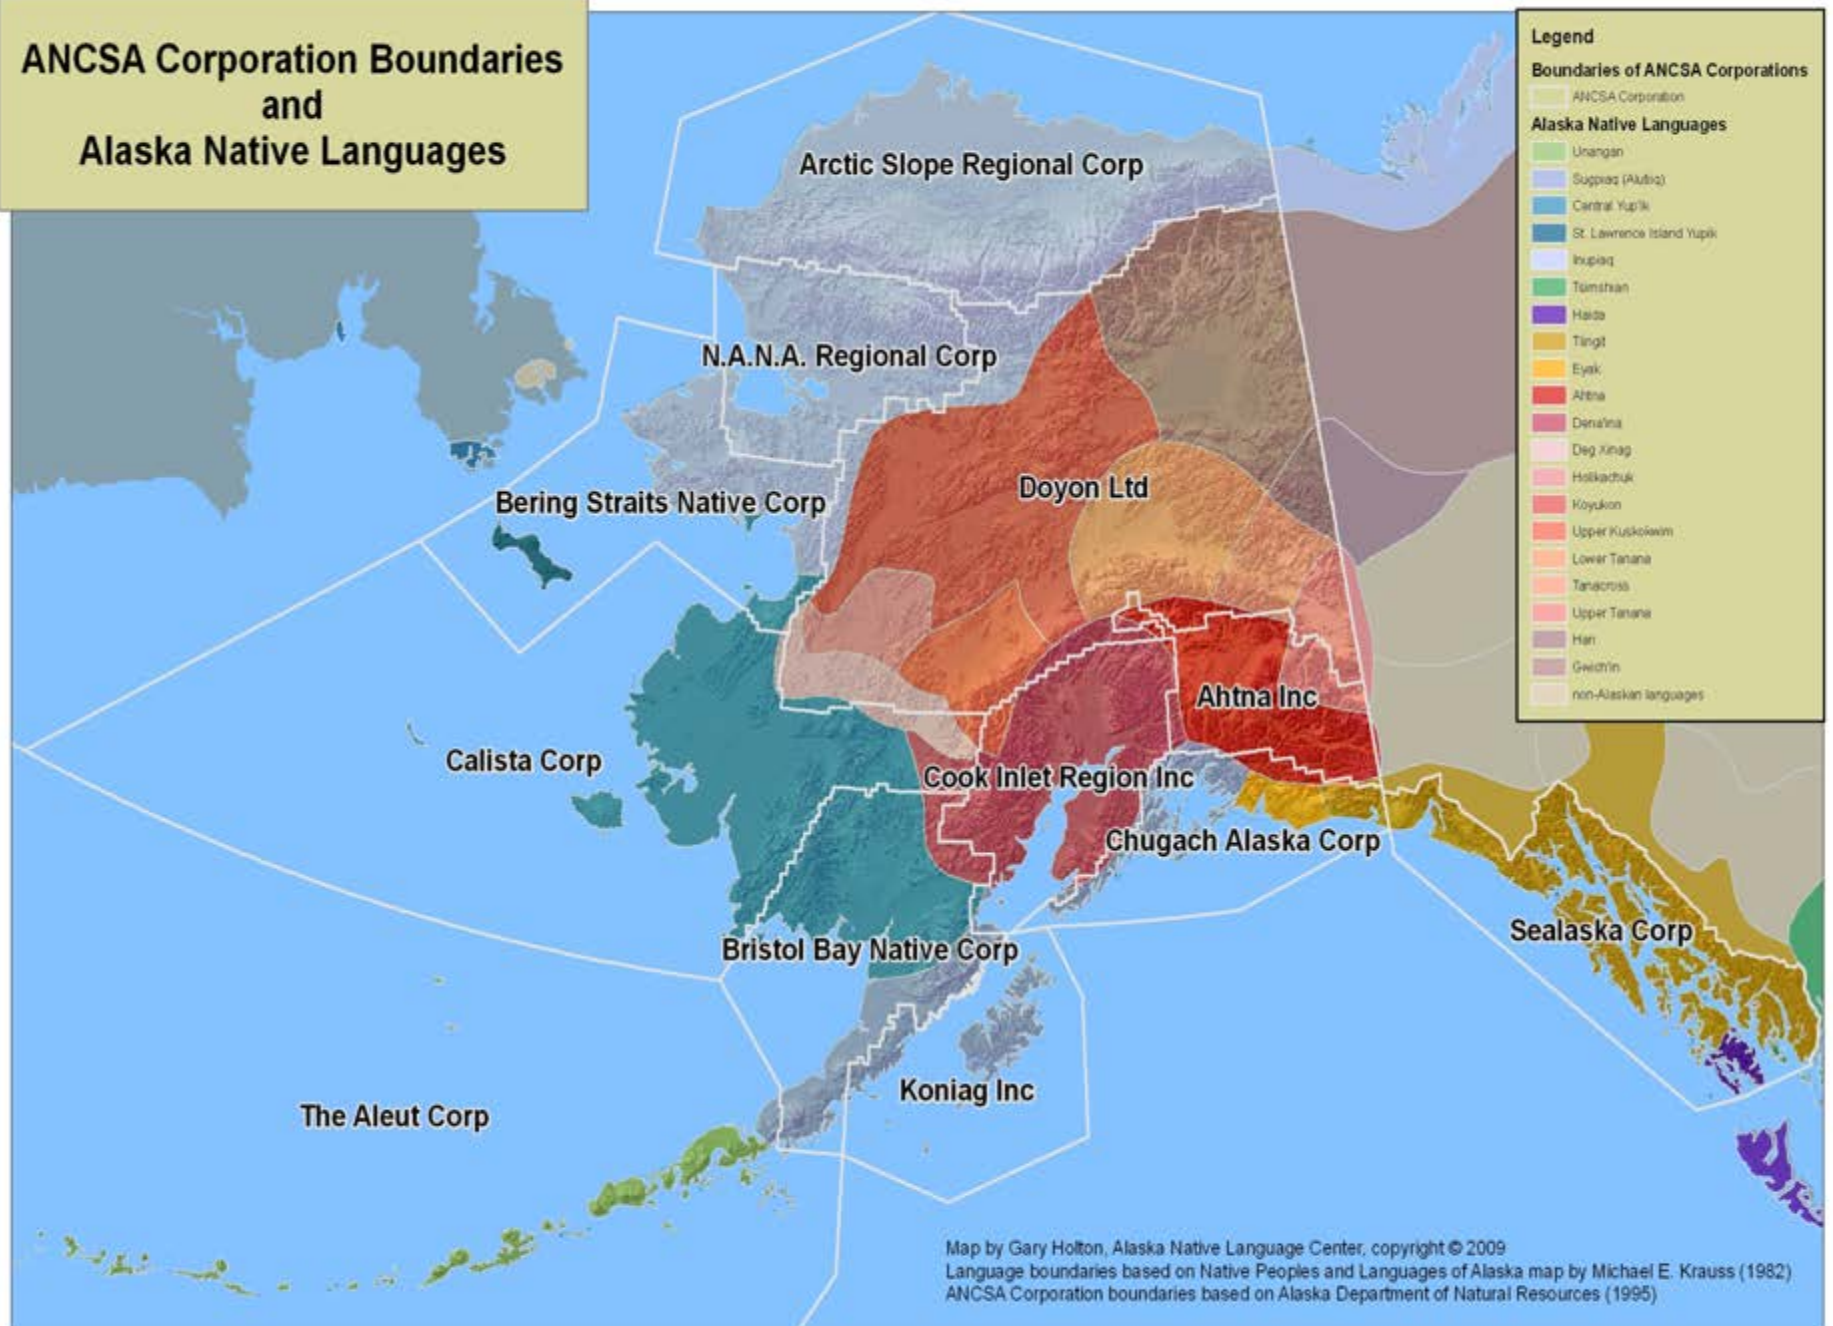 ANCSA Corporation Boundaries
and
Alaska Native Languages
Legend
Boundaries of ANCSA Corporations
ANCSA Corporation
Alaska Native Languages
Unangan
Sugpiaq (Alutiiq)
Central Yup'ik
St. Lawrence Island Yupik
Inupiaq
Tsimshian
Haida
Tlingit
Eyak
Ahtna
Dena'ina
Deg Xinag
Holikachuk
Koyukon
Upper Kuskokwim
Lower Tanana
Tanacross
Upper Tanana
Han
Gwich'in
non-Alaskan languages
Arctic Slope Regional Corp
N.A.N.A. Regional Corp
Doyon Ltd
Bering Straits Native Corp
Ahtna Inc
Calista Corp
Cook Inlet Region Inc
Chugach Alaska Corp
Sealaska Corp
Bristol Bay Native Corp
Koniag Inc
The Aleut Corp
Map by Gary Holton, Alaska Native Language Center, copyright © 2009
Language boundaries based on Native Peoples and Languages of Alaska map by Michael E. Krauss (1982)
ANCSA Corporation boundaries based on Alaska Department of Natural Resources (1995)